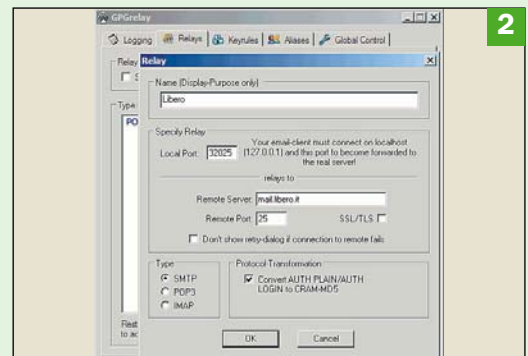 2
GPGrelay
Logging Relays Keyrules Aliases Global Control
Relay
Relay
Name (Display-Purpose only)
Libero
Type
PO
Specify Relay
Your email-client must connect on localhost
Local Port: 32025 (127.0.0.1) and this port to become forwarded to
the real server!
relays to
Remote Server: mail.libero.it
Remote Port: 25 SSL/TLS
Don't show retry-dialog if connection to remote fails
Type
SMTP
POP3
IMAP
Protocol Transformation
Convert AUTH PLAIN/AUTH
LOGIN to CRAM-MD5
Rest
to ac
OK Cancel